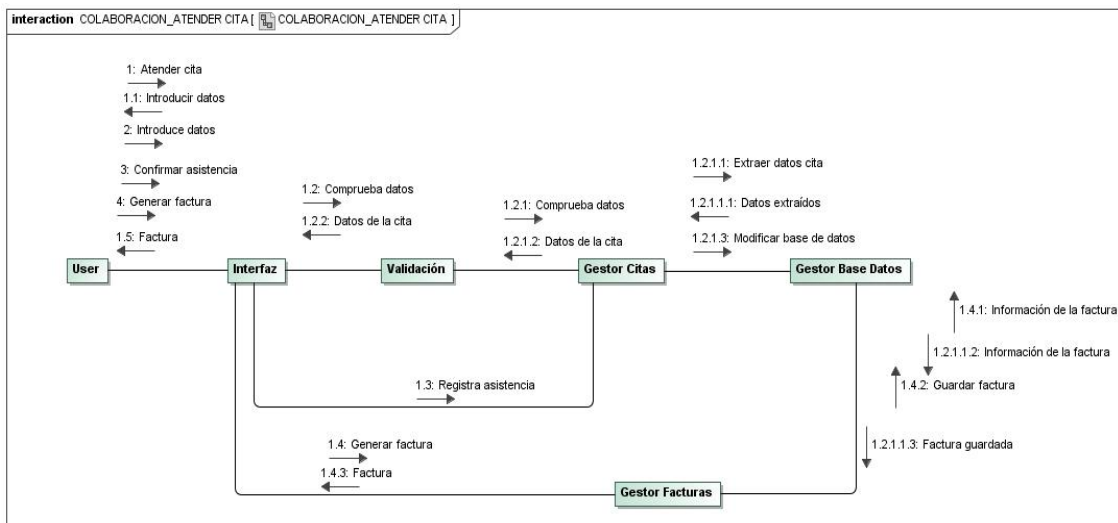 interaction COLABORACION_ATENDER CITA [ COLABORACION_ATENDER CITA ]
1: Atender cita
1.1: Introducir datos
2: Introduce datos
3: Confirmar asistencia
4: Generar factura
1.5: Factura
1.2: Comprueba datos
1.2.2: Datos de la cita
1.2.1: Comprueba datos
1.2.1.2: Datos de la cita
1.2.1.1: Extraer datos cita
1.2.1.1.1: Datos extraídos
1.2.1.3: Modificar base de datos
User
Interfaz
Validación
Gestor Citas
Gestor Base Datos
1.4.1: Información de la factura
1.2.1.1.2: Información de la factura
1.4.2: Guardar factura
1.2.1.1.3: Factura guardada
1.3: Registra asistencia
1.4: Generar factura
1.4.3: Factura
Gestor Facturas